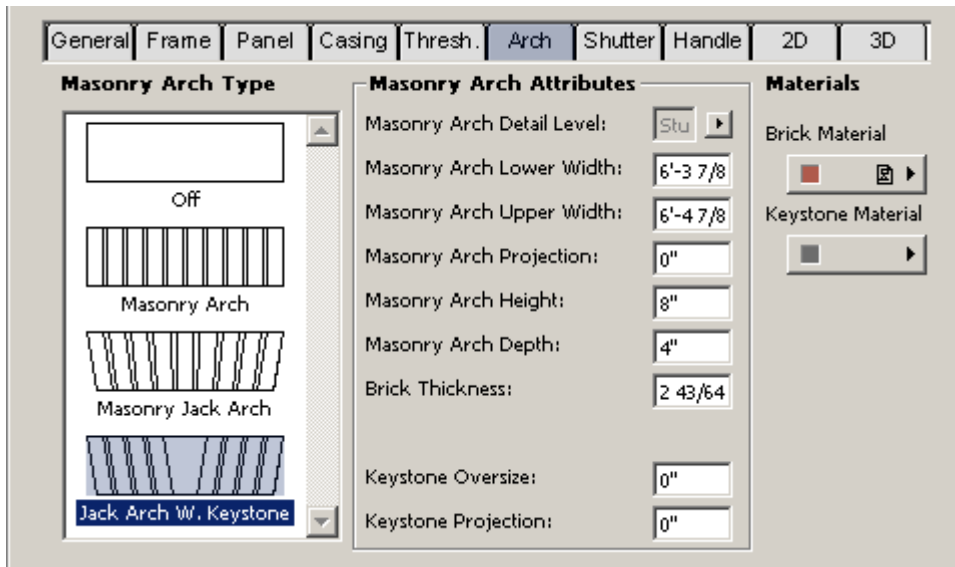 General Frame Panel Casing Thresh. Arch Shutter Handle 2D 3D
Masonry Arch Type
Off
Masonry Arch
Masonry Jack Arch
Jack Arch W. Keystone
Masonry Arch Attributes
Masonry Arch Detail Level: Stu
Masonry Arch Lower Width: 6'-3 7/8
Masonry Arch Upper Width: 6'-4 7/8
Masonry Arch Projection: 0"
Masonry Arch Height: 8"
Masonry Arch Depth: 4"
Brick Thickness: 2 43/64
Keystone Oversize: 0"
Keystone Projection: 0"
Materials
Brick Material
Keystone Material